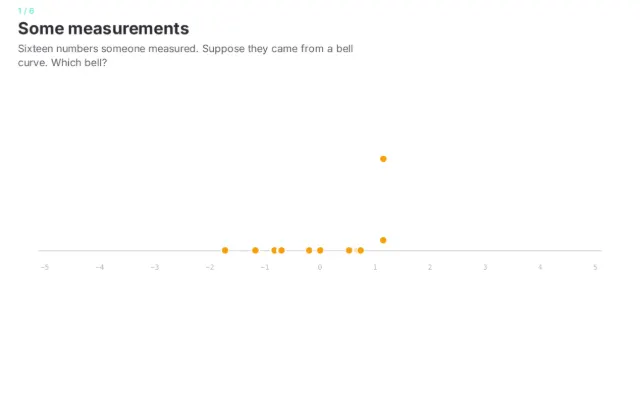 1 / 6
Some measurements
Sixteen numbers someone measured. Suppose they came from a bell
curve. Which bell?
−5 −4 −3 −2 −1 0 1 2 3 4 5